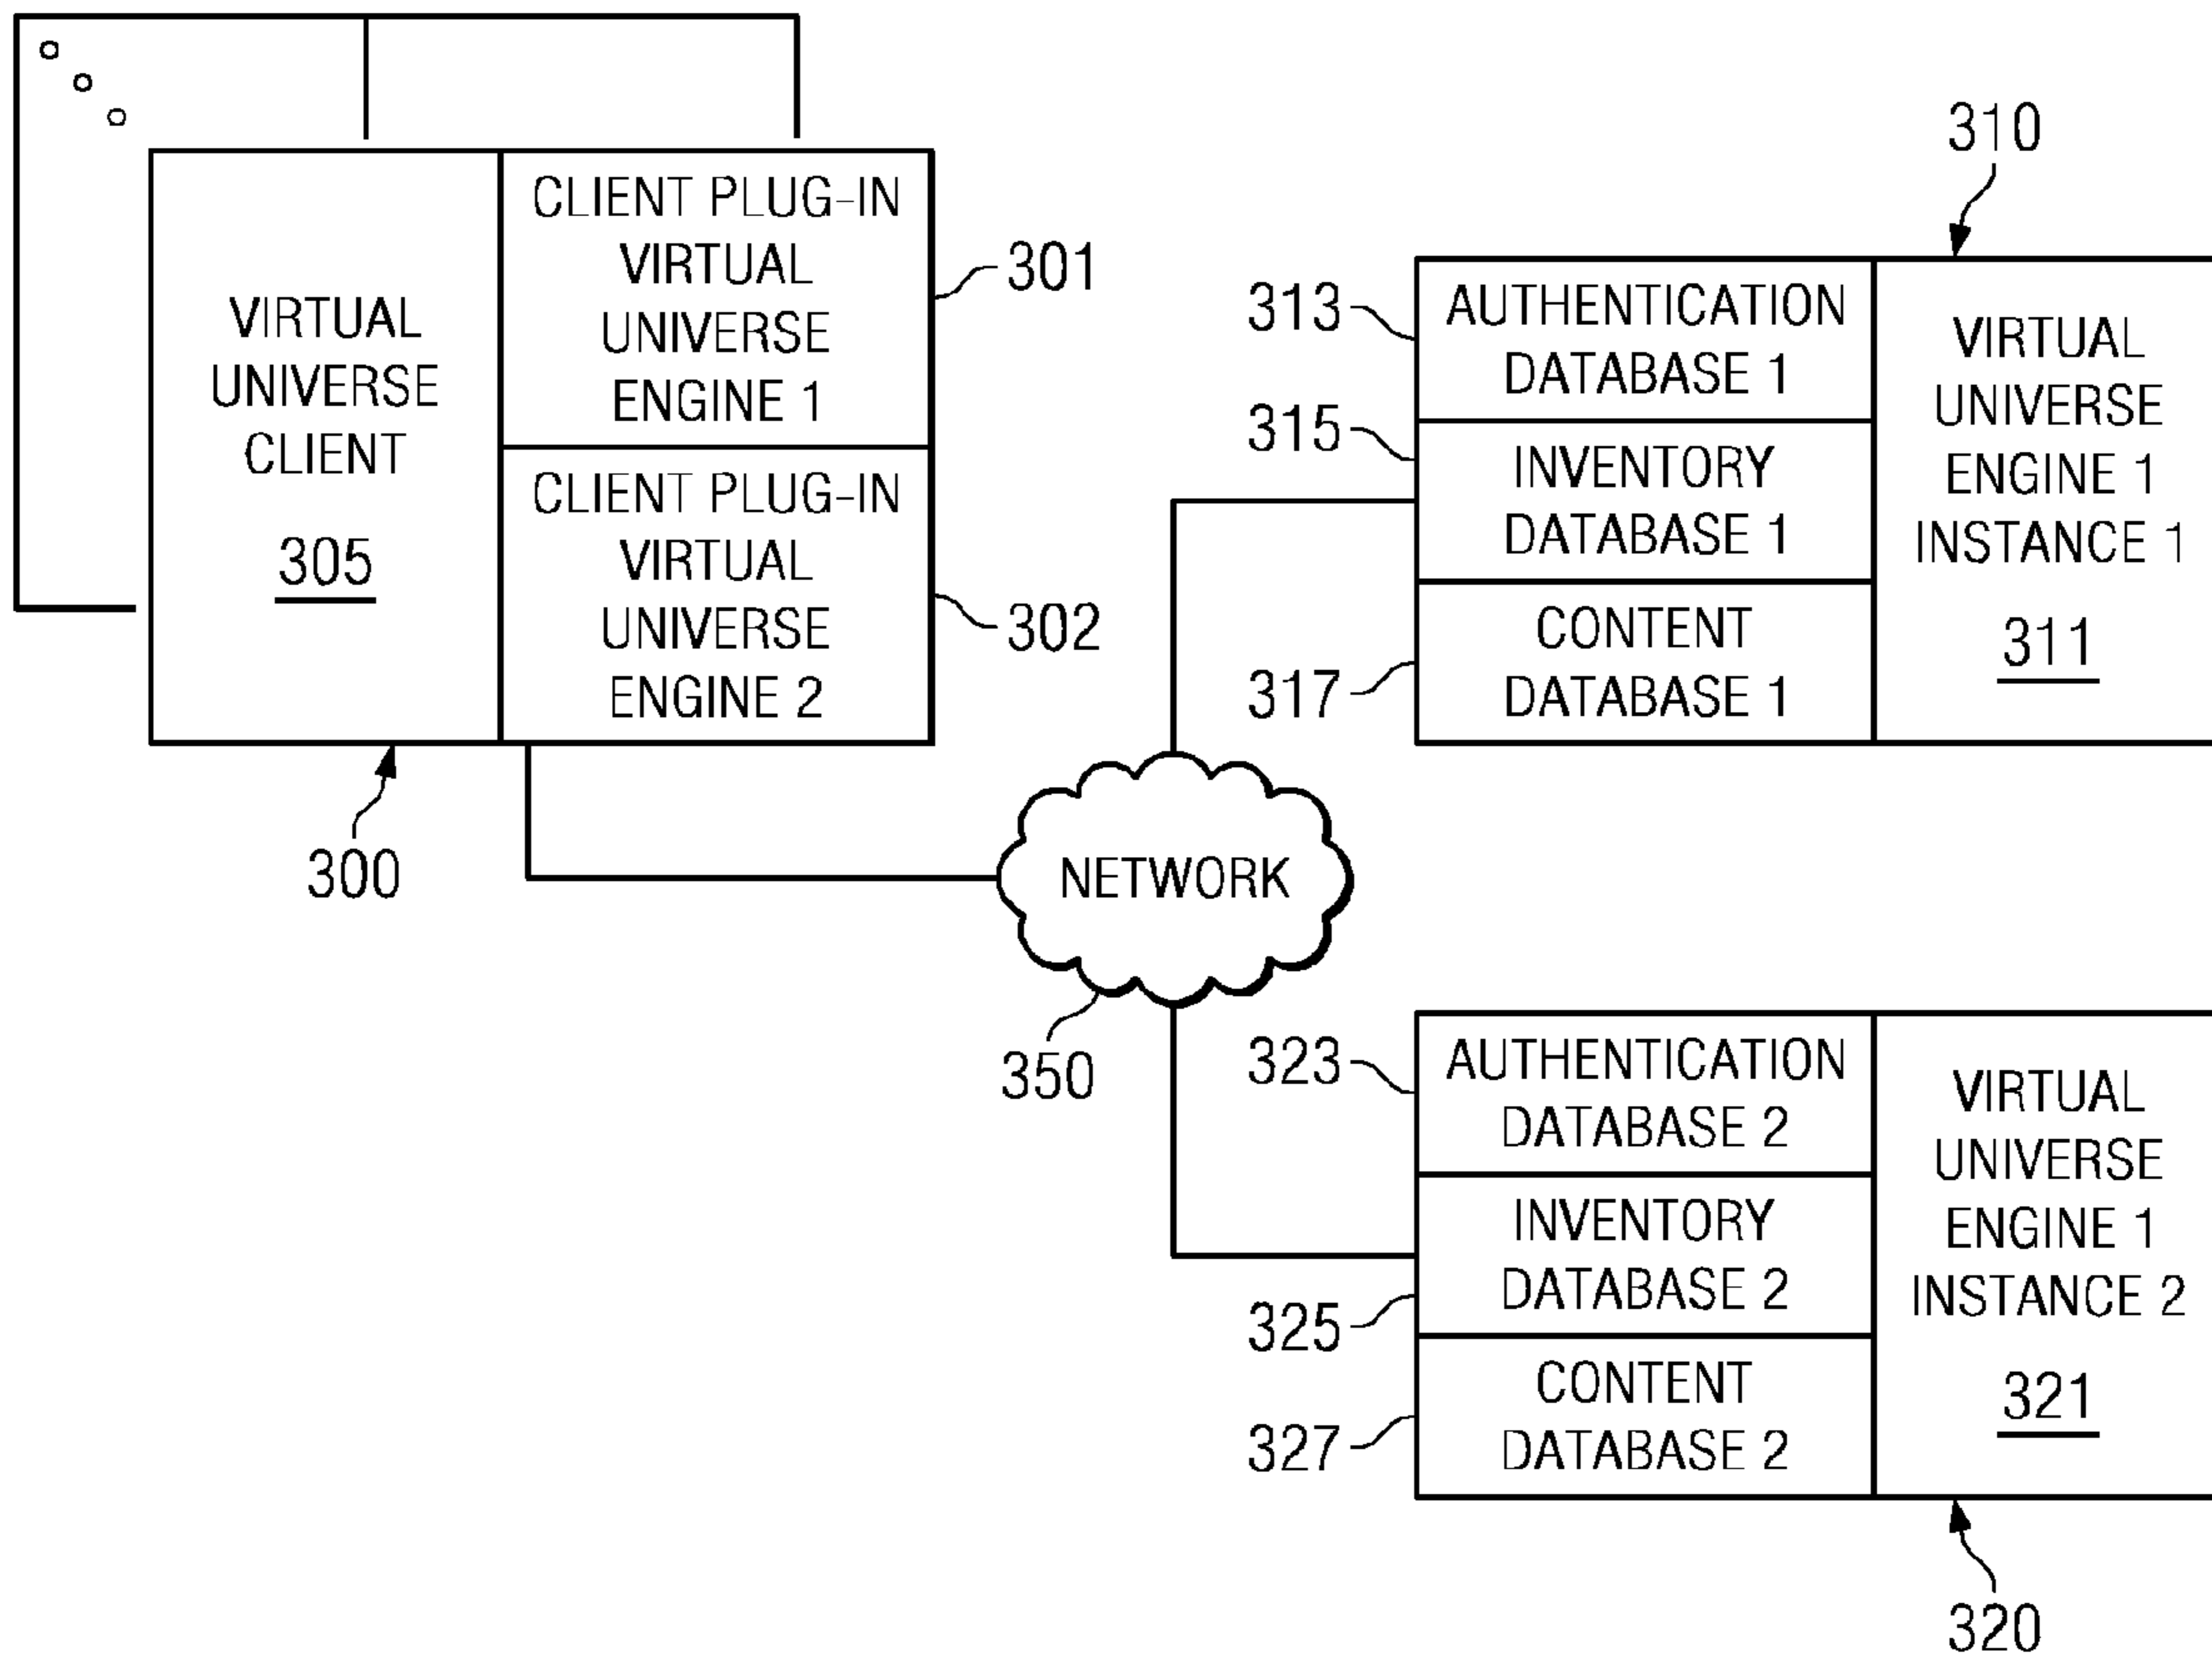 VIRTUAL
UNIVERSE
CLIENT
305
CLIENT PLUG-IN
VIRTUAL
UNIVERSE
ENGINE 1
301
CLIENT PLUG-IN
VIRTUAL
UNIVERSE
ENGINE 2
302
300
NETWORK
350
310
313
AUTHENTICATION
DATABASE 1
315
INVENTORY
DATABASE 1
317
CONTENT
DATABASE 1
VIRTUAL
UNIVERSE
ENGINE 1
INSTANCE 1
311
323
AUTHENTICATION
DATABASE 2
325
INVENTORY
DATABASE 2
327
CONTENT
DATABASE 2
VIRTUAL
UNIVERSE
ENGINE 1
INSTANCE 2
321
320